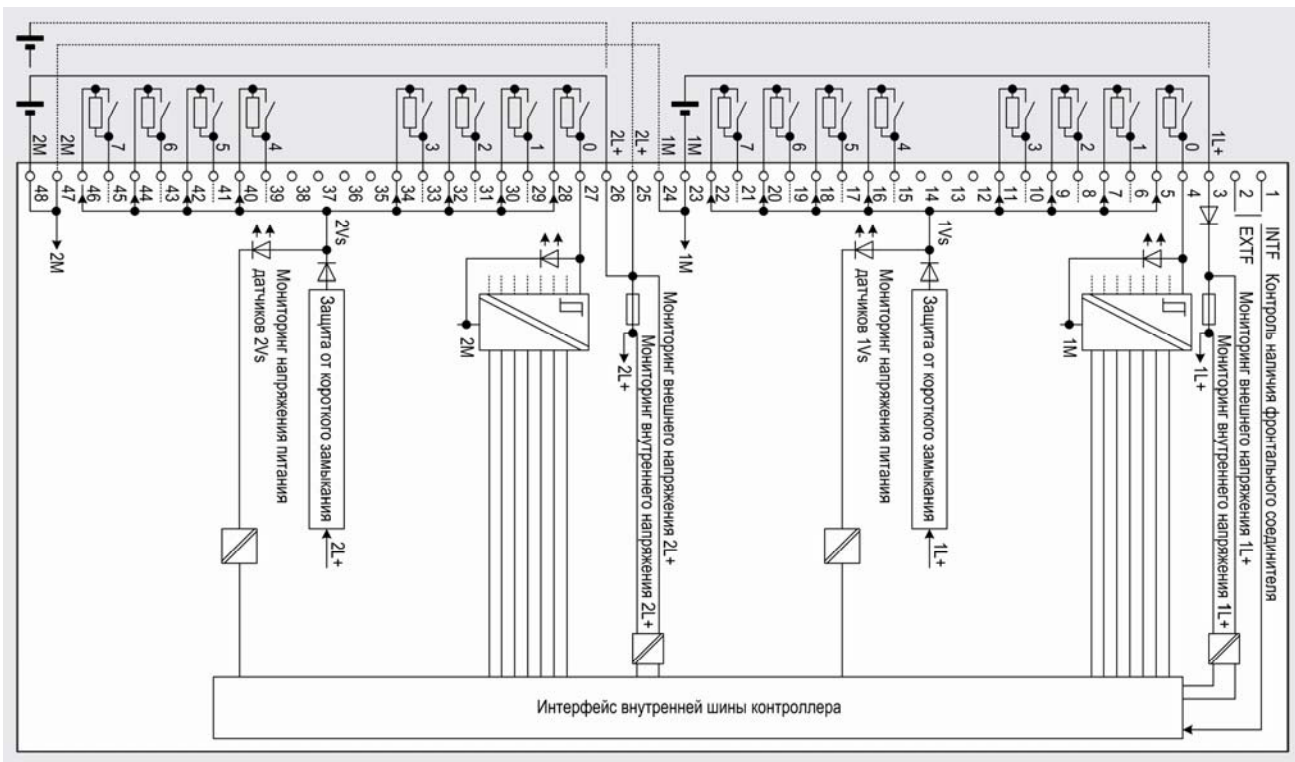 1 INTF Контроль наличия фронтального соединителя
2 EXTF Мониторинг внешнего напряжения 1L+
1L+ 3
Мониторинг внутреннего напряжения 1L+
1L+
0 4
5
1 6
7
2 8
9
3 10
11
1M
12
13
14 1Vs
Защита от короткого замыкания
1L+
4 15
16
Мониторинг напряжения питания
датчиков 1Vs
5 17
18
6 19
20
7 21
22
1M 23
1M
1M 24
Мониторинг внешнего напряжения 2L+
2L+ 25
Мониторинг внутреннего напряжения 2L+
2L+
2L+ 26
0 27
28
1 29
30
2 31
32
3 33
34
2M
35
36
37 2Vs
Защита от короткого замыкания
2L+
38
4 39
40
Мониторинг напряжения питания
датчиков 2Vs
5 41
42
6 43
44
7 45
46
2M 47
2M
2M 48
Интерфейс внутренней шины контроллера